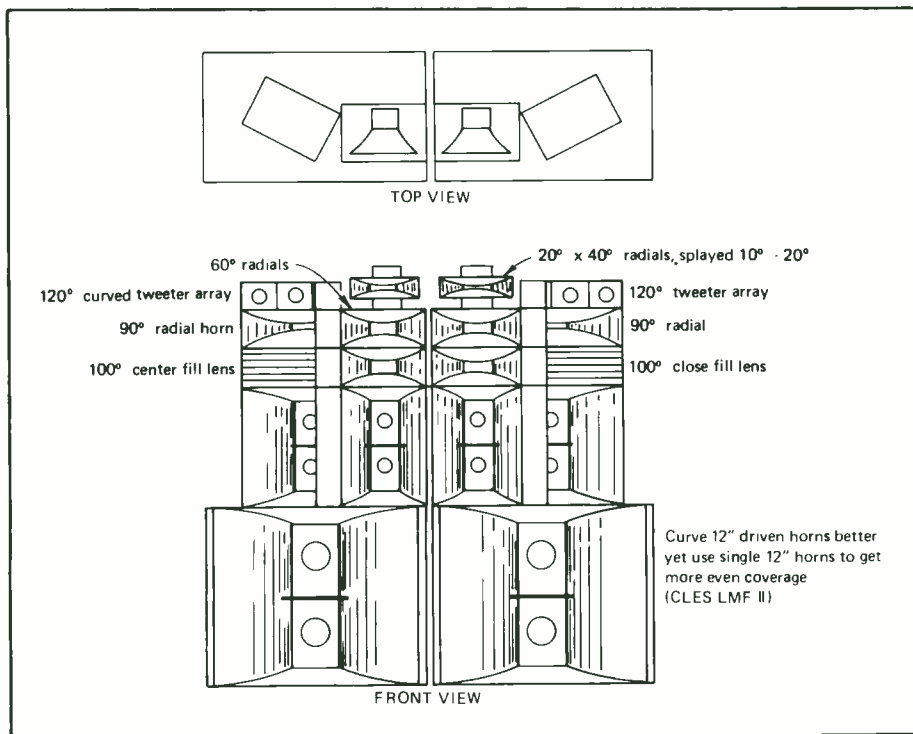 TOP VIEW
60° radials
20° x 40° radials, splayed 10° - 20°
120° curved tweeter array
120° tweeter array
90° radial horn
90° radial
100° center fill lens
100° close fill lens
Curve 12" driven horns better
yet use single 12" horns to get
more even coverage
(CLES LMF II)
FRONT VIEW